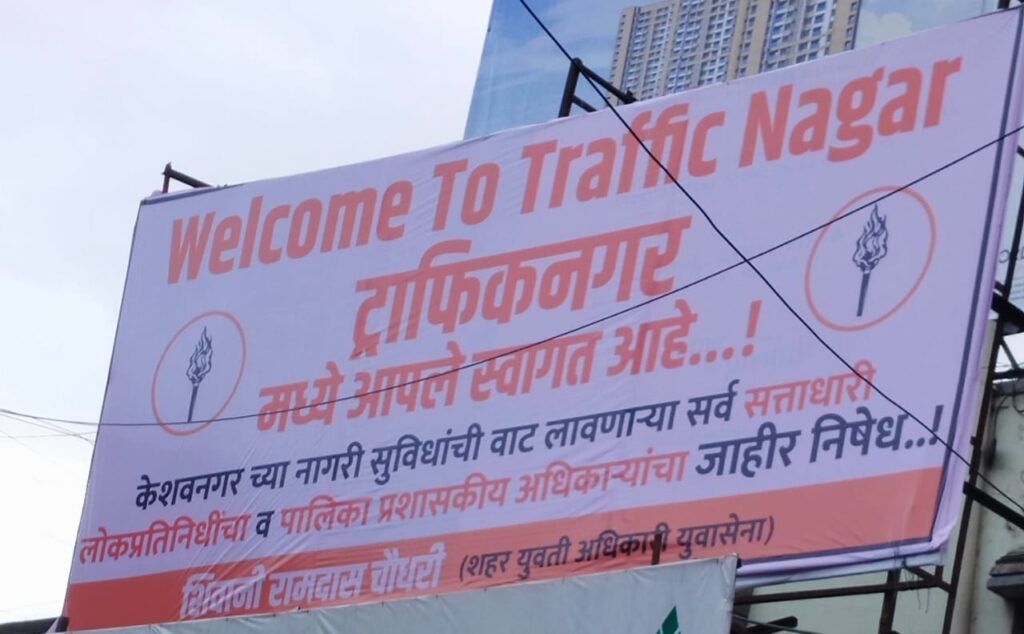 Welcome To Traffic Nagar
ट्राफिकनगर
मध्ये आपले स्वागत आहे...!
केशवनगर च्या नागरी सुविधांची वाट लावणाऱ्या सर्व सत्ताधारी
लोकप्रतिनिधींचा व पालिका प्रशासकीय अधिकाऱ्यांचा जाहीर निषेध..!
शिवानी रामदास चौधरी (शहर युवती अधिकारी युवासेना)